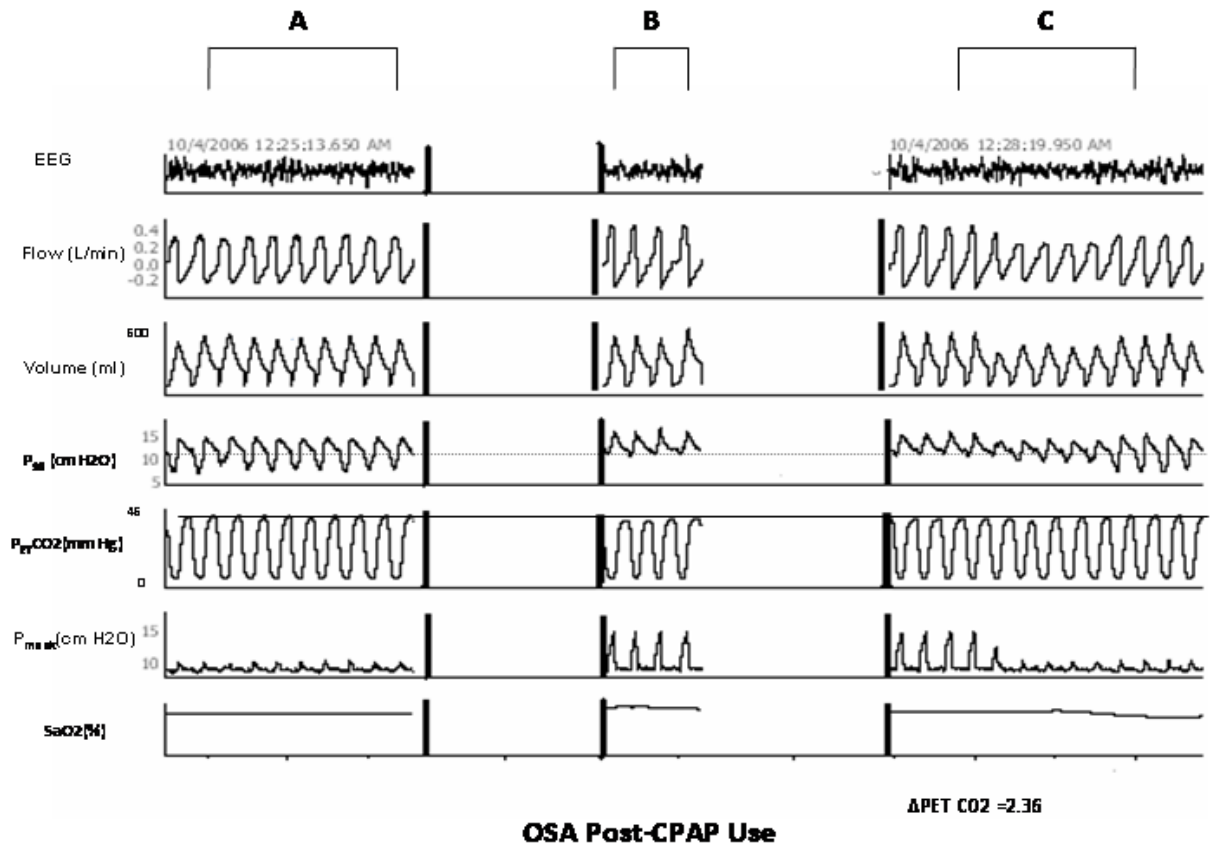 A B C
10/4/2006 12:25:13.650 AM 10/4/2006 12:28:19.950 AM
EEG
Flow (L/min)
0.4
0.2
0.0
-0.2
600
Volume (ml)
15
10
5
(cm H2O)
46
PETCO2(mm Hg)
0
Pmask(cm H2O)
15
10
SaO2(%)
ΔPET CO2 =2.36
OSA Post-CPAP Use